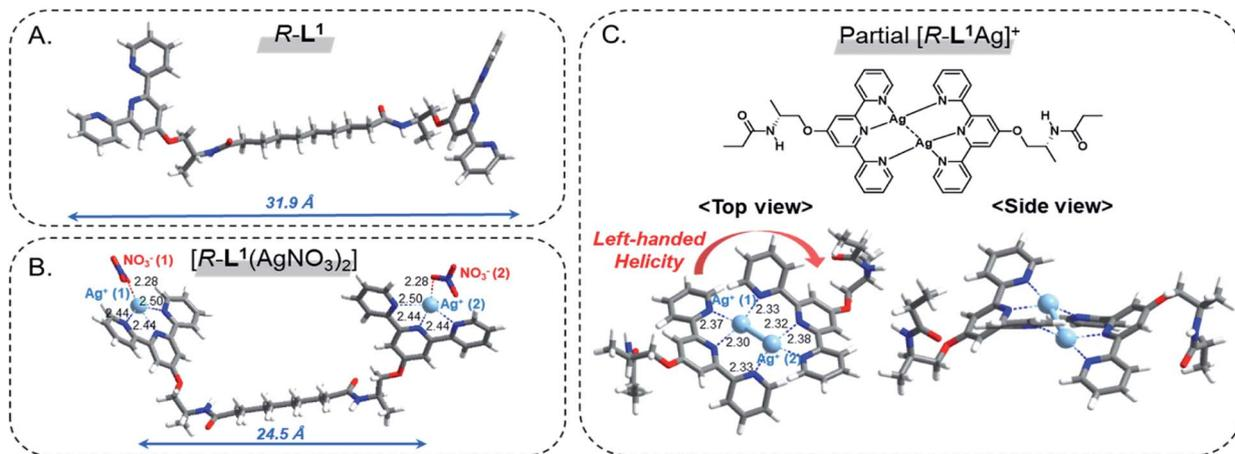 A.
R-L¹
31.9 Å
B.
[R-L¹(AgNO₃)₂]
NO₃⁻ (1)
2.28
Ag⁺ (1)
2.50
2.44
2.44
NO₃⁻ (2)
2.28
2.50
Ag⁺ (2)
2.44
2.44
24.5 Å
C.
Partial [R-L¹Ag]⁺
N
N
Ag
O
N
N
O
N
H
O
Ag
N
H
O
N
N
<Top view>
<Side view>
Left-handed
Helicity
Ag⁺ (1)
2.33
2.37
2.32
2.30
2.38
Ag⁺ (2)
2.33